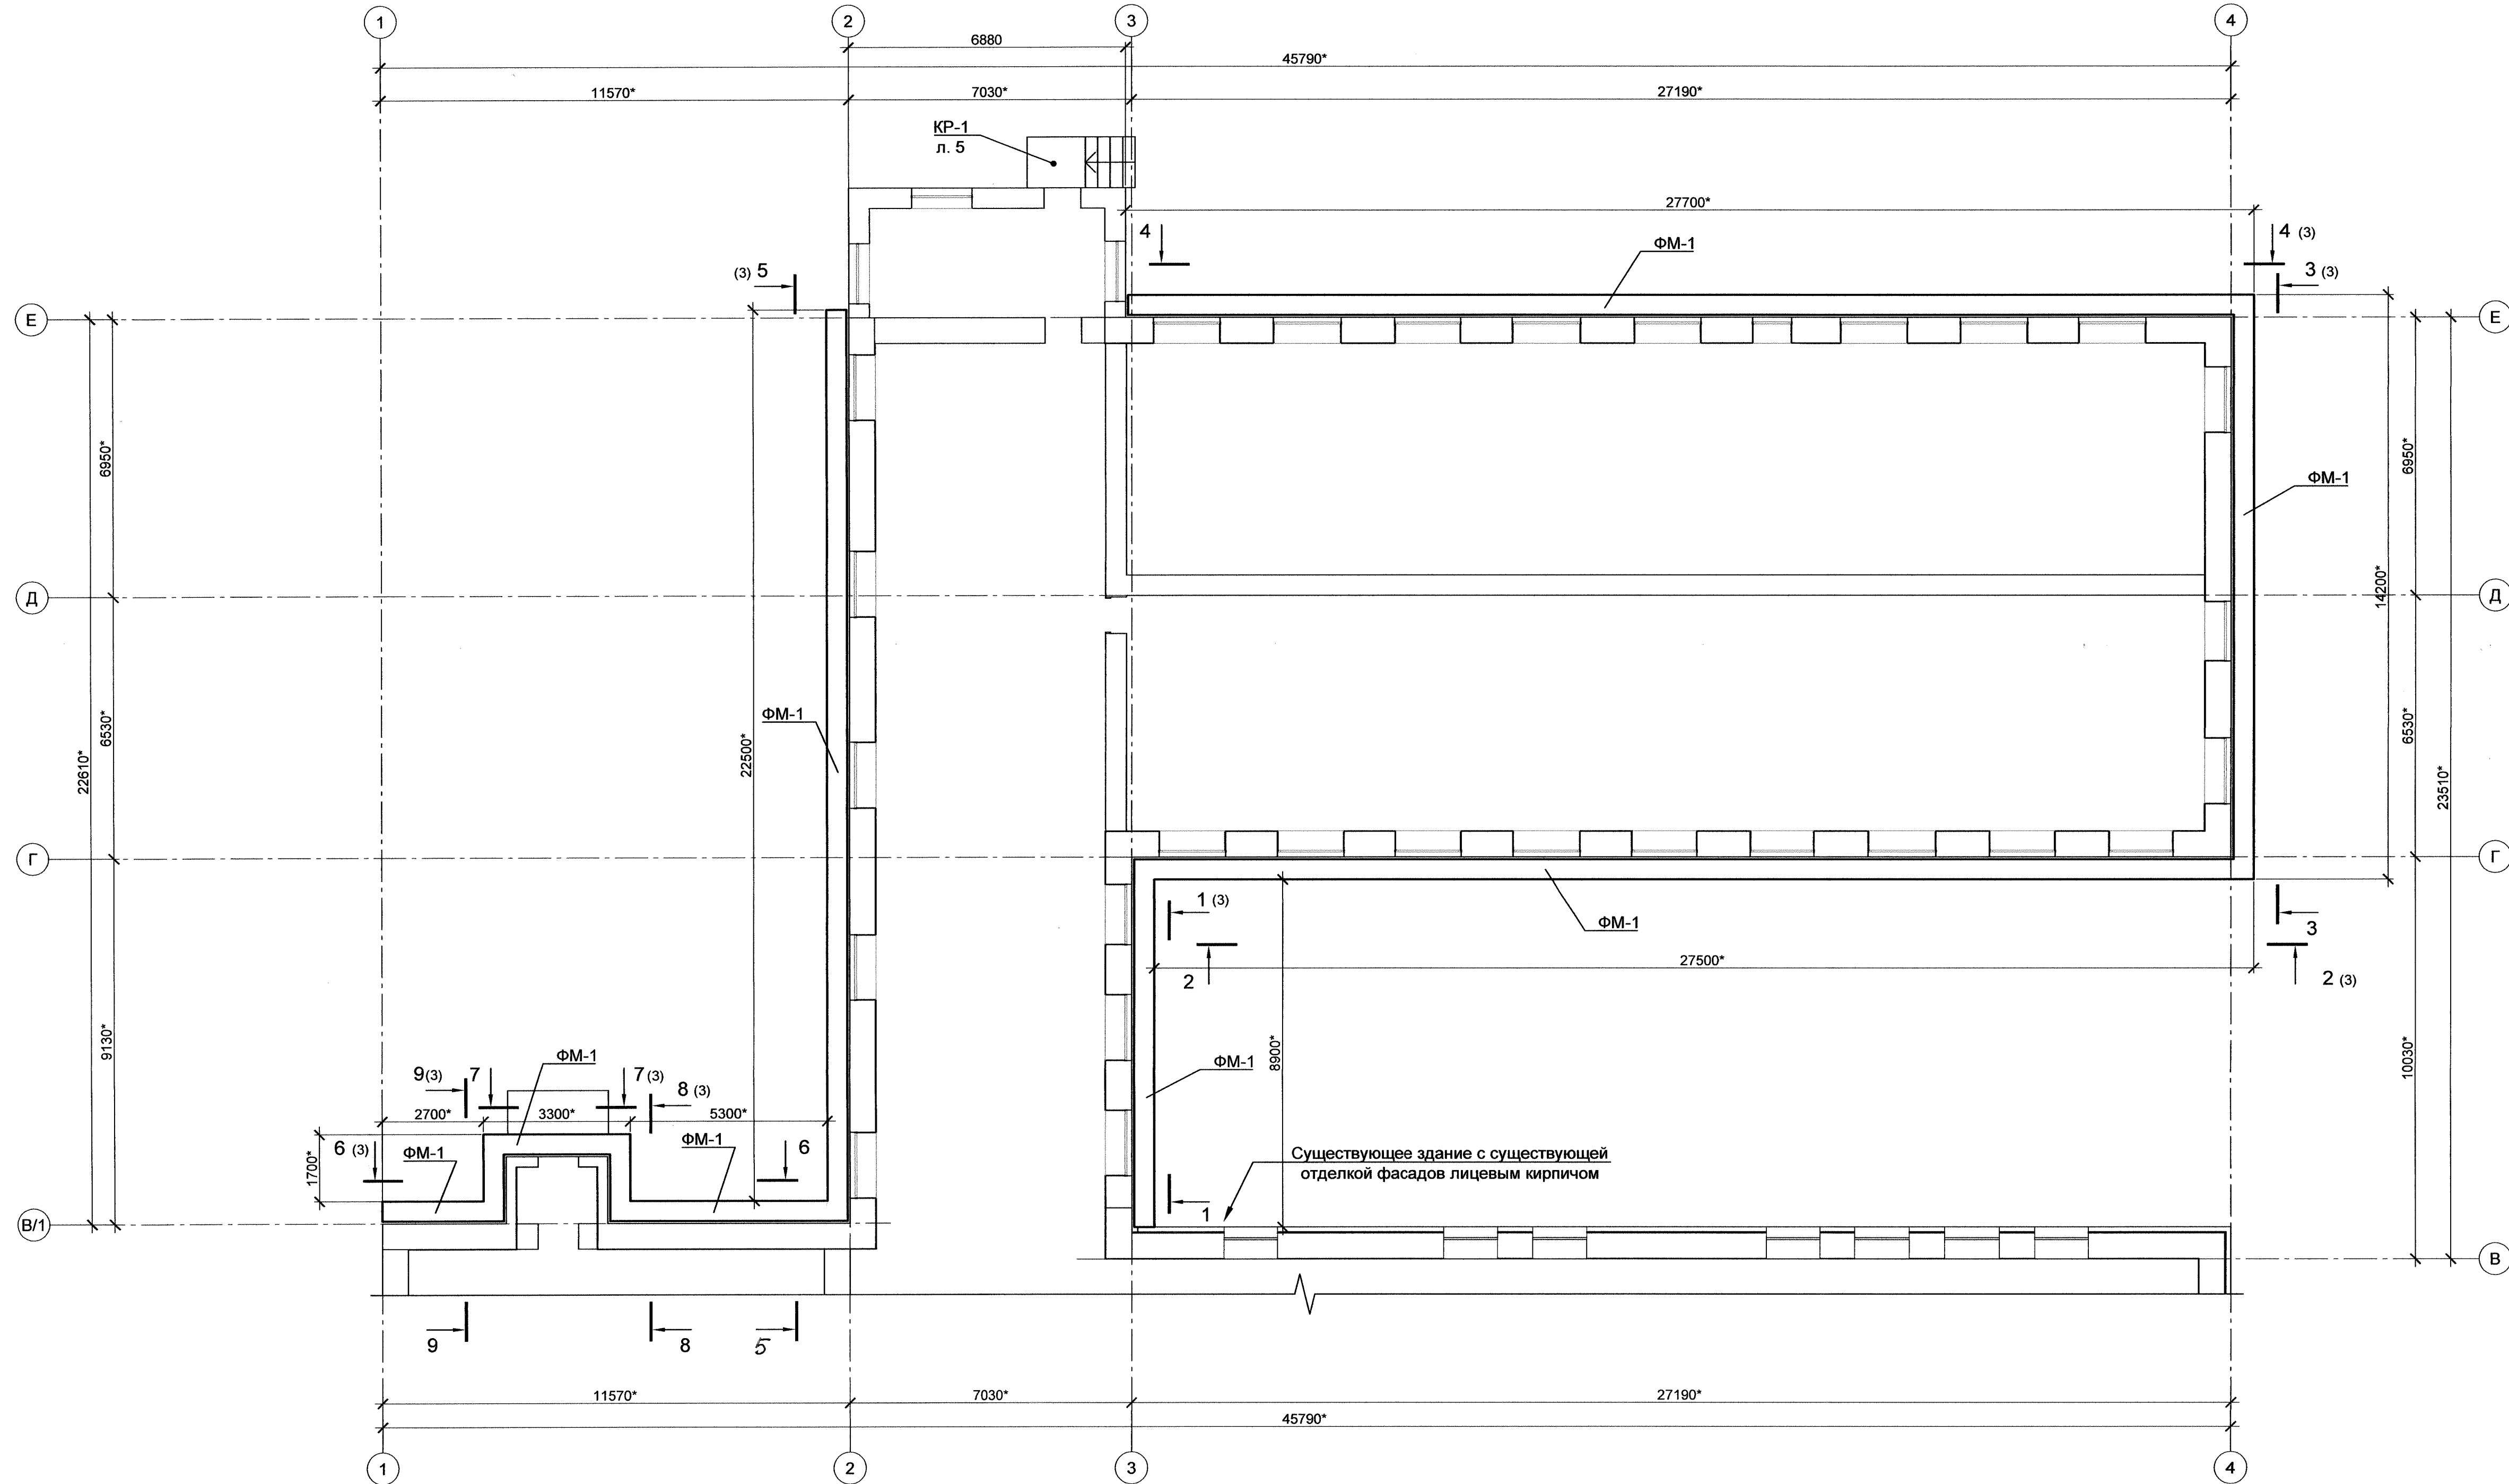 1
2
3
4
6880
45790*
11570*
7030*
27190*
КР-1
л. 5
27700*
4
ФМ-1
4 (3)
(3) 5
3 (3)
Е
Е
6950*
6950*
ФМ-1
14200*
Д
Д
ФМ-1
6530*
22610*
22500*
6530*
23510*
Г
Г
1 (3)
ФМ-1
3
2
27500*
2 (3)
9130*
ФМ-1
9(3)
7
7(3)
8 (3)
ФМ-1
8900*
10030*
2700*
3300*
5300*
1700*
6 (3)
ФМ-1
ФМ-1
6
Существующее здание с существующей
отделкой фасадов лицевым кирпичом
1
В/1
В
9
8
5
11570*
7030*
27190*
45790*
1
2
3
4